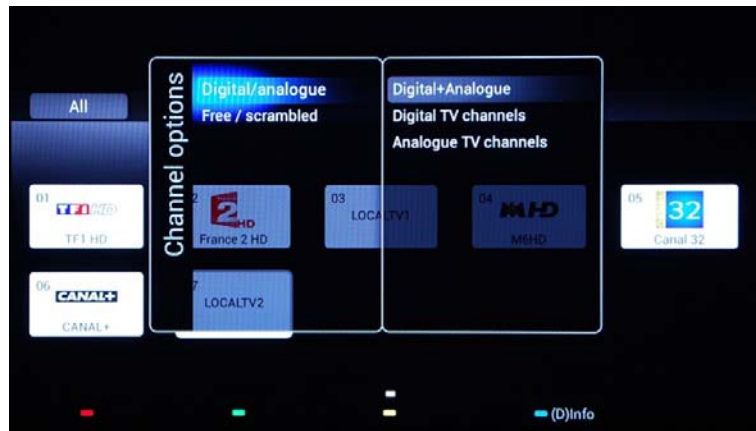 All
Channel options
Digital/analogue
Free / scrambled
Digital+Analogue
Digital TV channels
Analogue TV channels
01
TF1 HD
TF1 HD
2
2
HD
France 2 HD
03
LOCALTV1
04
M6HD
05
32
Canal 32
06
CANAL+
CANAL+
7
LOCALTV2
(D)Info